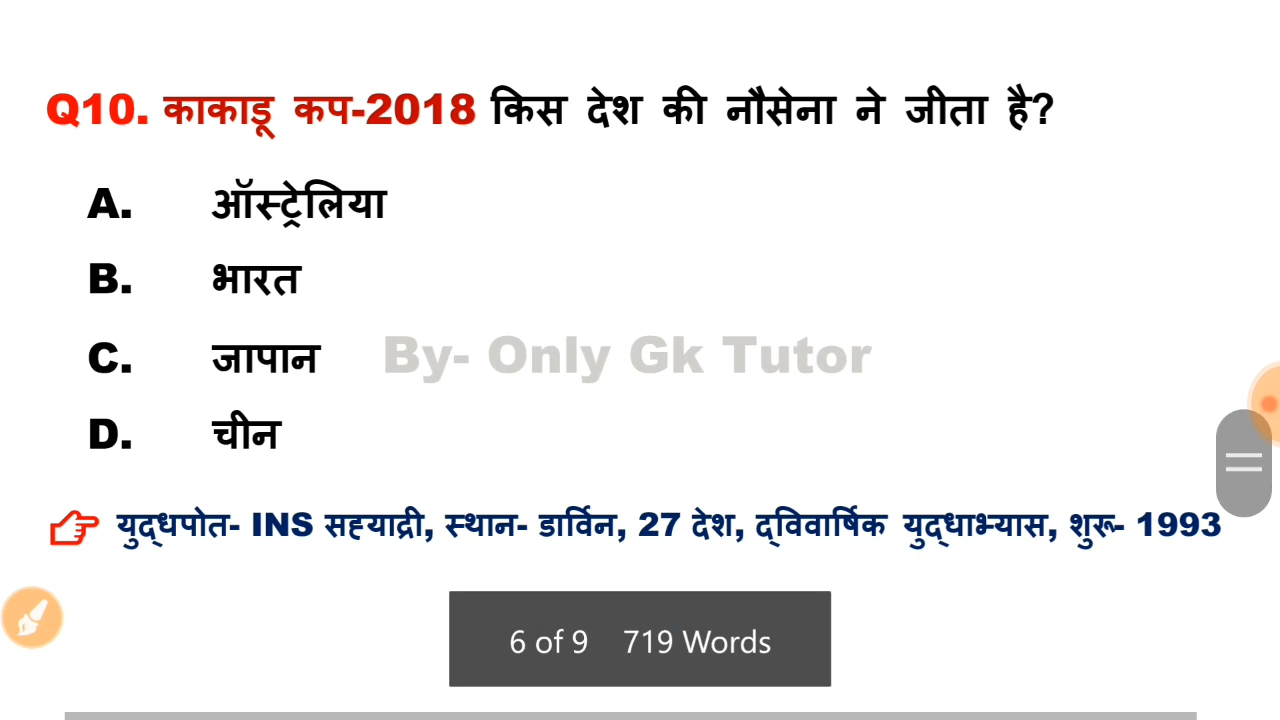 Q10. काकाडू कप-2018 किस देश की नौसेना ने जीता है?
A. ऑस्ट्रेलिया
B. भारत
C. जापान
By- Only Gk Tutor
D. चीन
युद्धपोत- INS सह्याद्री, स्थान- डार्विन, 27 देश, द्विवार्षिक युद्धाभ्यास, शुरू- 1993
6 of 9 719 Words